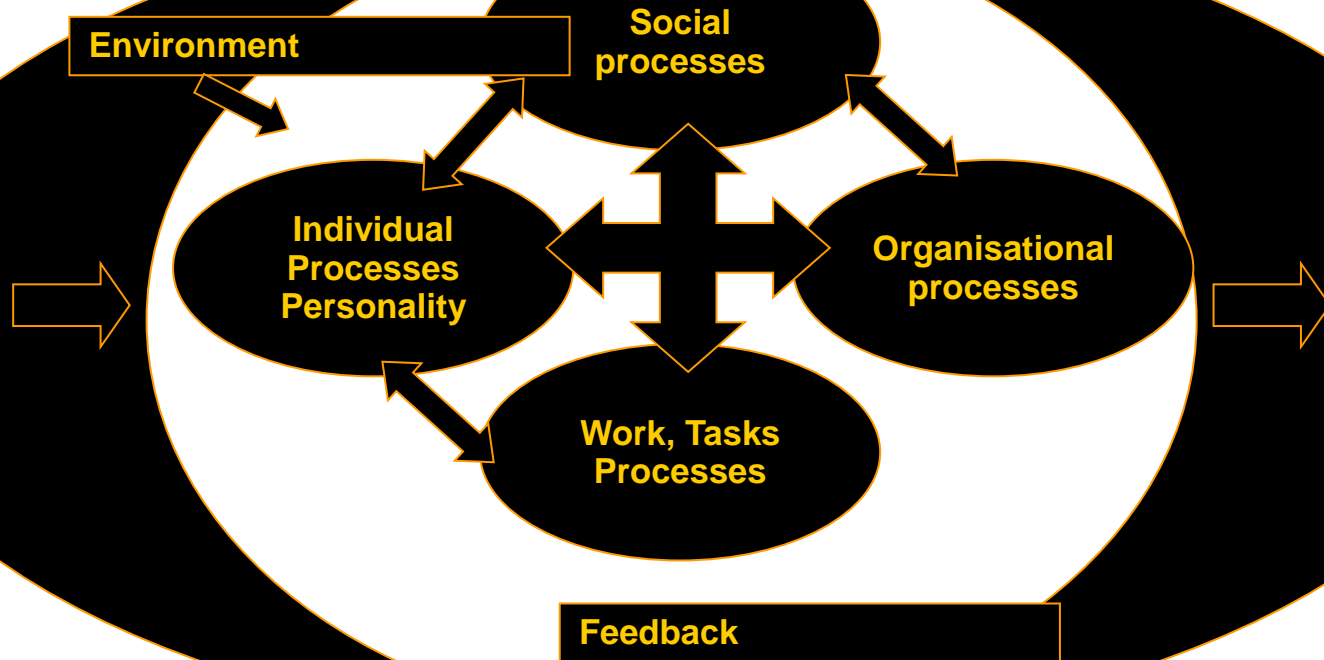 Social
processes
Environment
Individual
Processes
Personality
Organisational
processes
Work, Tasks
Processes
Feedback